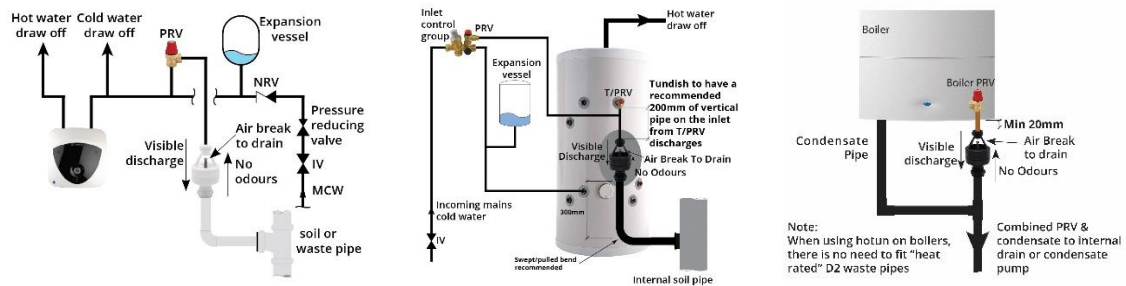 Hot water
draw off
Cold water
draw off
PRV
Expansion
vessel
NRV
Pressure
reducing
valve
IV
MCW
Visible
discharge
Air break
to drain
No
odours
soil or
waste pipe
Inlet
control
group
PRV
Hot water
draw off
Expansion
vessel
T/PRV
Tundish to have a
recommended
200mm of vertical
pipe on the inlet
from T/PRV
discharges
Visible
Discharge
Air Break To Drain
No Odours
300mm
Incoming mains
cold water
IV
Swept/pulled bend
recommended
Internal soil pipe
Boiler
Boiler PRV
Min 20mm
Condensate
Pipe
Visible
discharge
Air Break
to drain
No Odours
Note:
When using hotun on boilers,
there is no need to fit “heat
rated” D2 waste pipes
Combined PRV &
condensate to internal
drain or condensate
pump